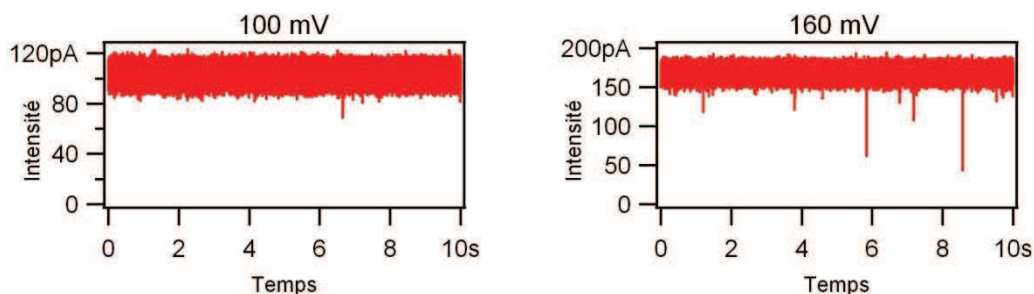 100 mV
120pA
80
40
0
Intensité
0 2 4 6 8 10s
Temps
160 mV
200pA
150
100
50
0
Intensité
0 2 4 6 8 10s
Temps